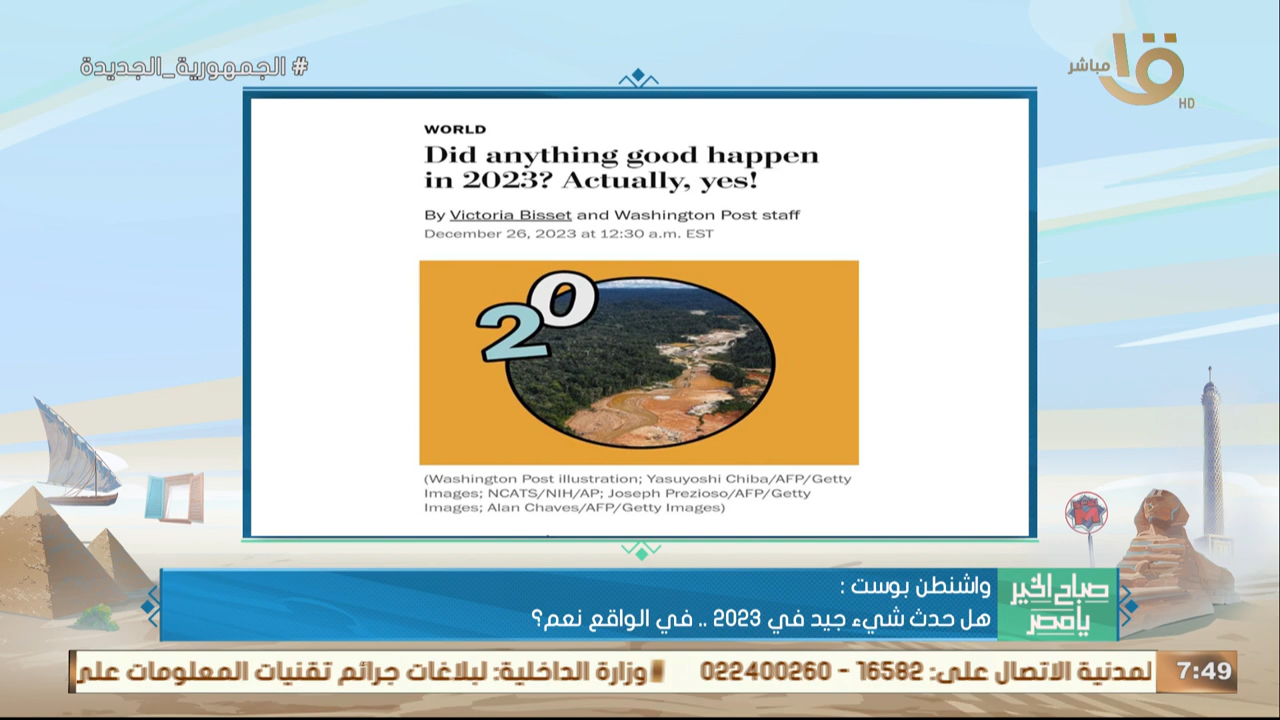 # الجمهورية_الجديدة
مباشر
HD
WORLD
Did anything good happen
in 2023? Actually, yes!
By Victoria Bisset and Washington Post staff
December 26, 2023 at 12:30 a.m. EST
20
(Washington Post illustration; Yasuyoshi Chiba/AFP/Getty
Images; NCATS/NIH/AP; Joseph Prezioso/AFP/Getty
Images; Alan Chaves/AFP/Getty Images)
M
صباح الخير
يا مصر
واشنطن بوست :
هل حدث شيء جيد في 2023 .. في الواقع نعم؟
7:49
لمدنية الاتصال على: 16582 - 022400260 وزارة الداخلية: لبلاغات جرائم تقنيات المعلومات على